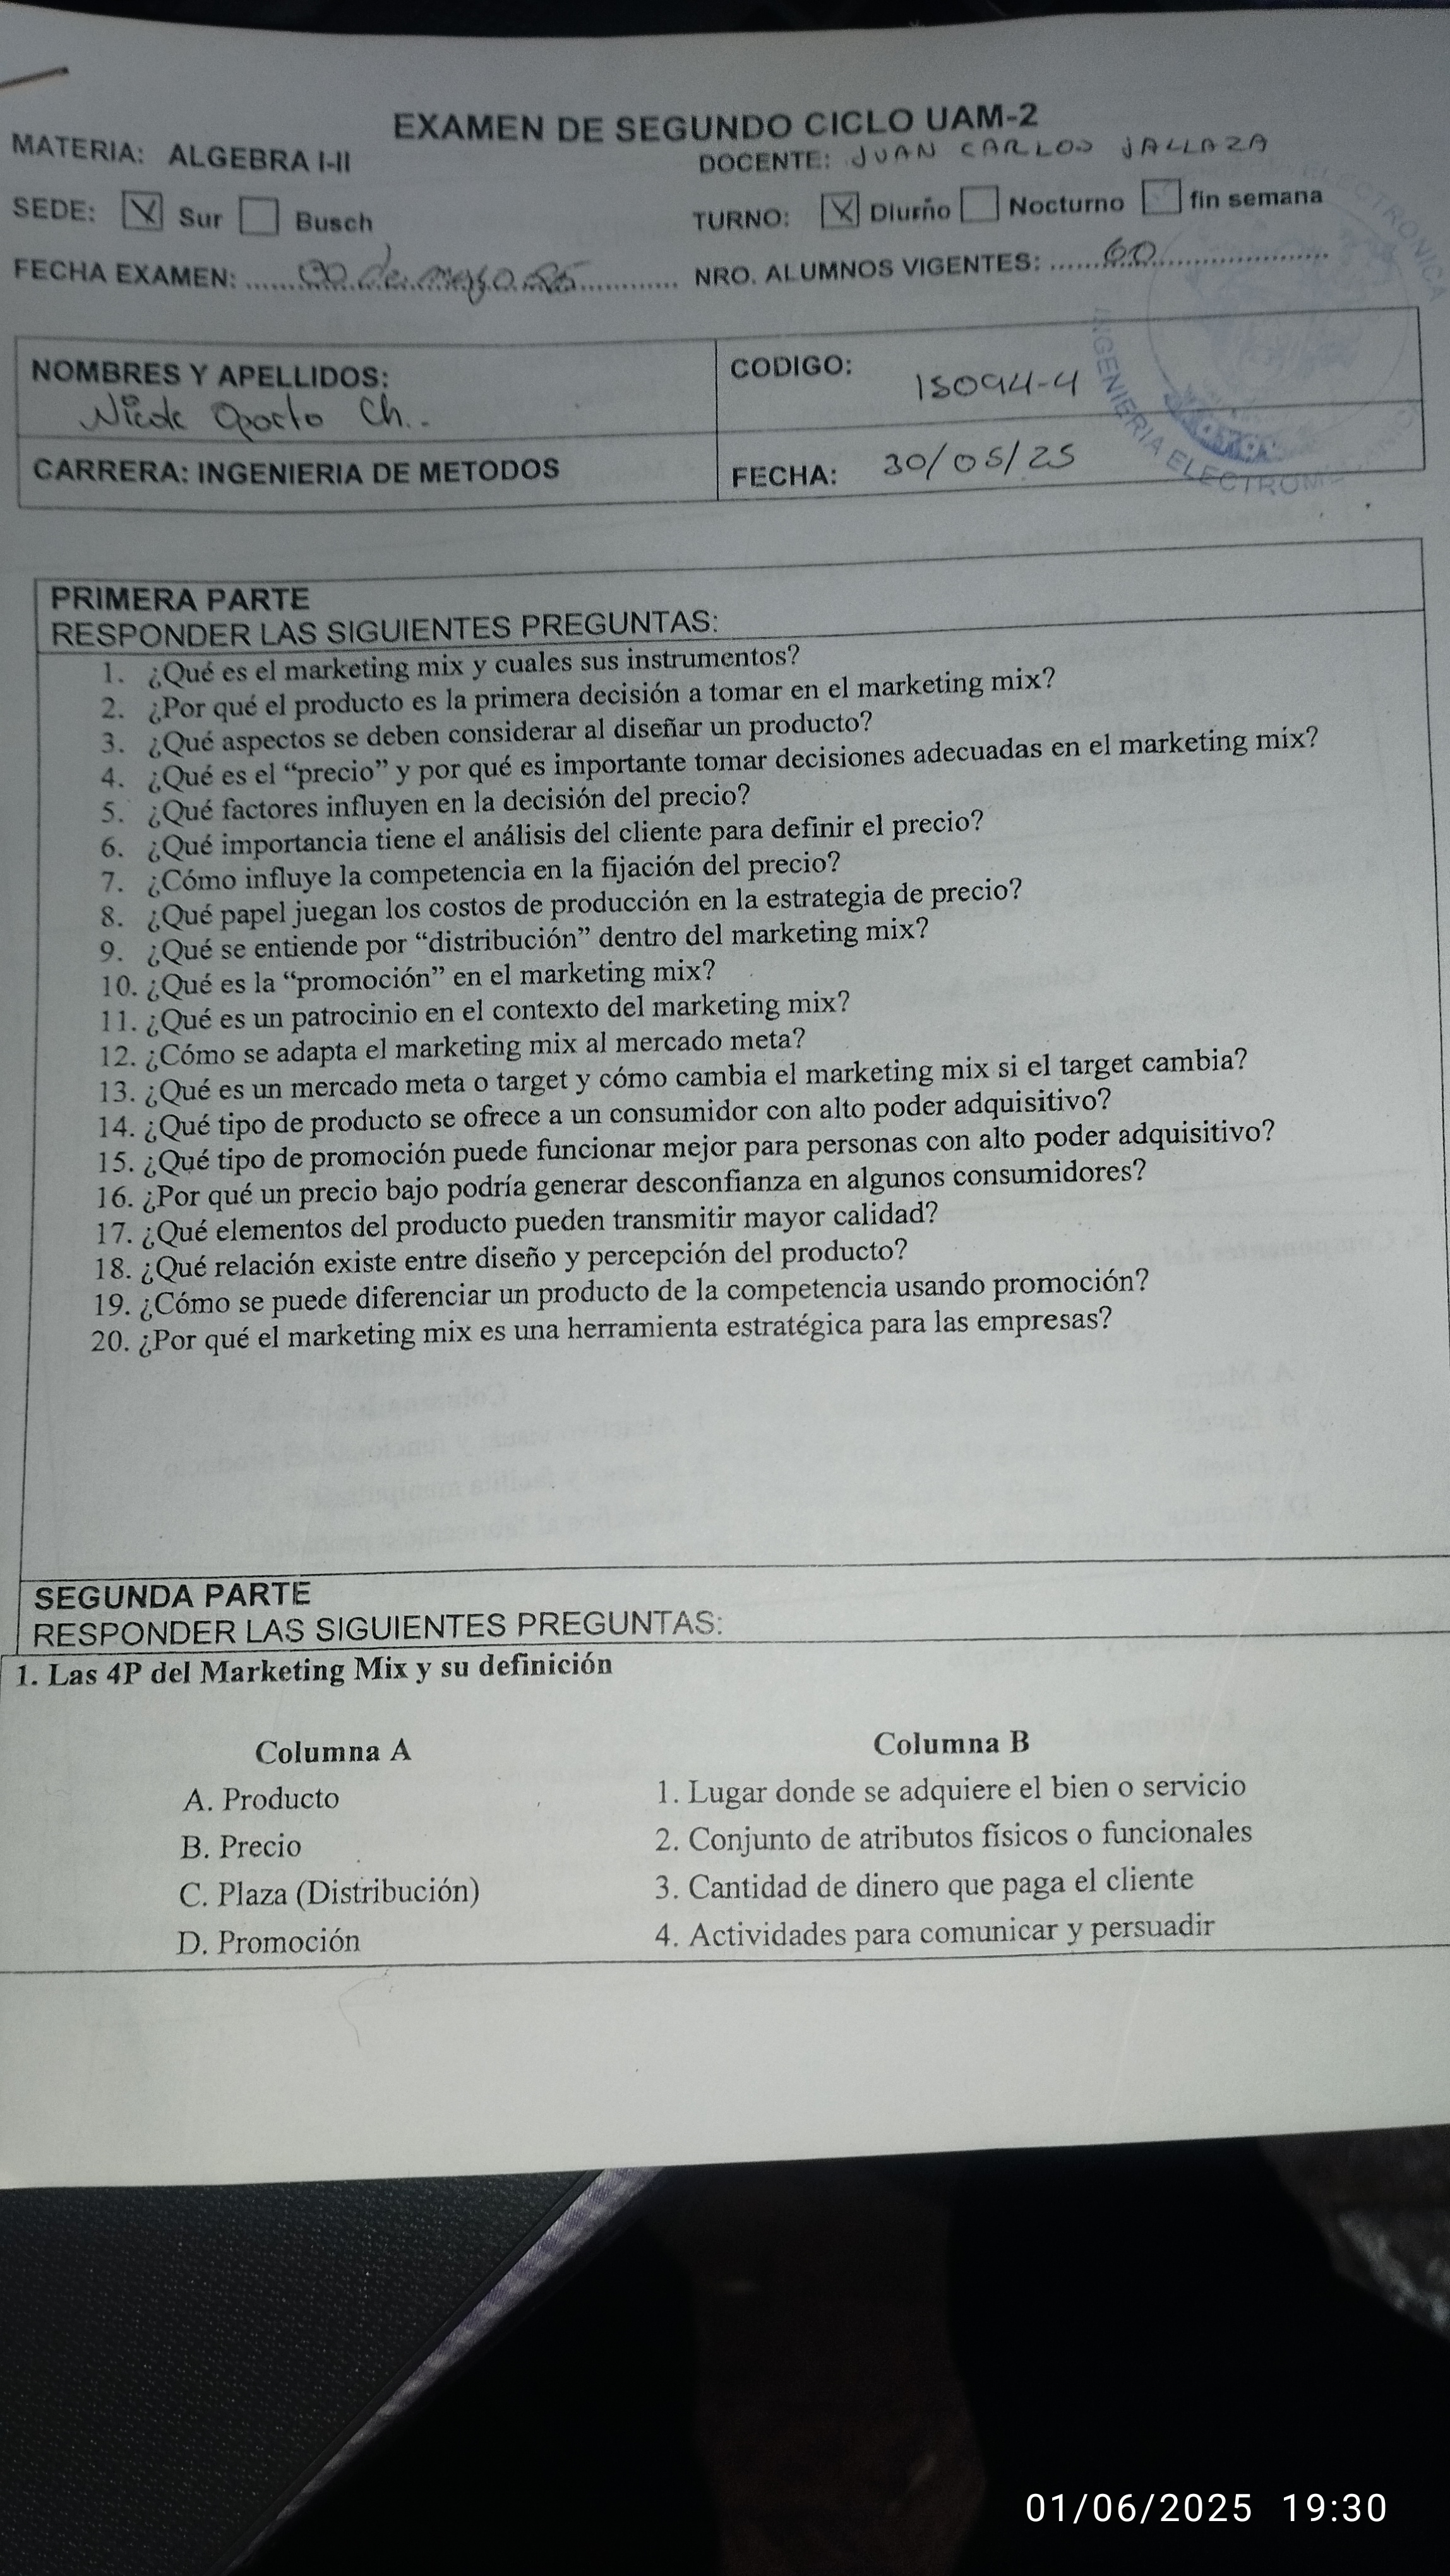 EXAMEN DE SEGUNDO CICLO UAM-2
MATERIA: ALGEBRA I-II
DOCENTE: JUAN CARLOS JALLAZA
SEDE: X Sur Busch
TURNO: X Diurno Nocturno fin semana
FECHA EXAMEN: ...... 30 de mayo 25 ......
NRO. ALUMNOS VIGENTES: ...... 60 ......
NOMBRES Y APELLIDOS:
Nicole Oporto Ch.
CODIGO: 15094-4
CARRERA: INGENIERIA DE METODOS
FECHA: 30/05/25
INGENIERIA ELECTROM
ELECTRONICA
PRIMERA PARTE
RESPONDER LAS SIGUIENTES PREGUNTAS:
1. ¿Qué es el marketing mix y cuales sus instrumentos?
2. ¿Por qué el producto es la primera decisión a tomar en el marketing mix?
3. ¿Qué aspectos se deben considerar al diseñar un producto?
4. ¿Qué es el “precio” y por qué es importante tomar decisiones adecuadas en el marketing mix?
5. ¿Qué factores influyen en la decisión del precio?
6. ¿Qué importancia tiene el análisis del cliente para definir el precio?
7. ¿Cómo influye la competencia en la fijación del precio?
8. ¿Qué papel juegan los costos de producción en la estrategia de precio?
9. ¿Qué se entiende por “distribución” dentro del marketing mix?
10. ¿Qué es la “promoción” en el marketing mix?
11. ¿Qué es un patrocinio en el contexto del marketing mix?
12. ¿Cómo se adapta el marketing mix al mercado meta?
13. ¿Qué es un mercado meta o target y cómo cambia el marketing mix si el target cambia?
14. ¿Qué tipo de producto se ofrece a un consumidor con alto poder adquisitivo?
15. ¿Qué tipo de promoción puede funcionar mejor para personas con alto poder adquisitivo?
16. ¿Por qué un precio bajo podría generar desconfianza en algunos consumidores?
17. ¿Qué elementos del producto pueden transmitir mayor calidad?
18. ¿Qué relación existe entre diseño y percepción del producto?
19. ¿Cómo se puede diferenciar un producto de la competencia usando promoción?
20. ¿Por qué el marketing mix es una herramienta estratégica para las empresas?
SEGUNDA PARTE
RESPONDER LAS SIGUIENTES PREGUNTAS:
1. Las 4P del Marketing Mix y su definición
Columna A
Columna B
A. Producto
1. Lugar donde se adquiere el bien o servicio
B. Precio
2. Conjunto de atributos físicos o funcionales
C. Plaza (Distribución)
3. Cantidad de dinero que paga el cliente
D. Promoción
4. Actividades para comunicar y persuadir
01/06/2025 19:30